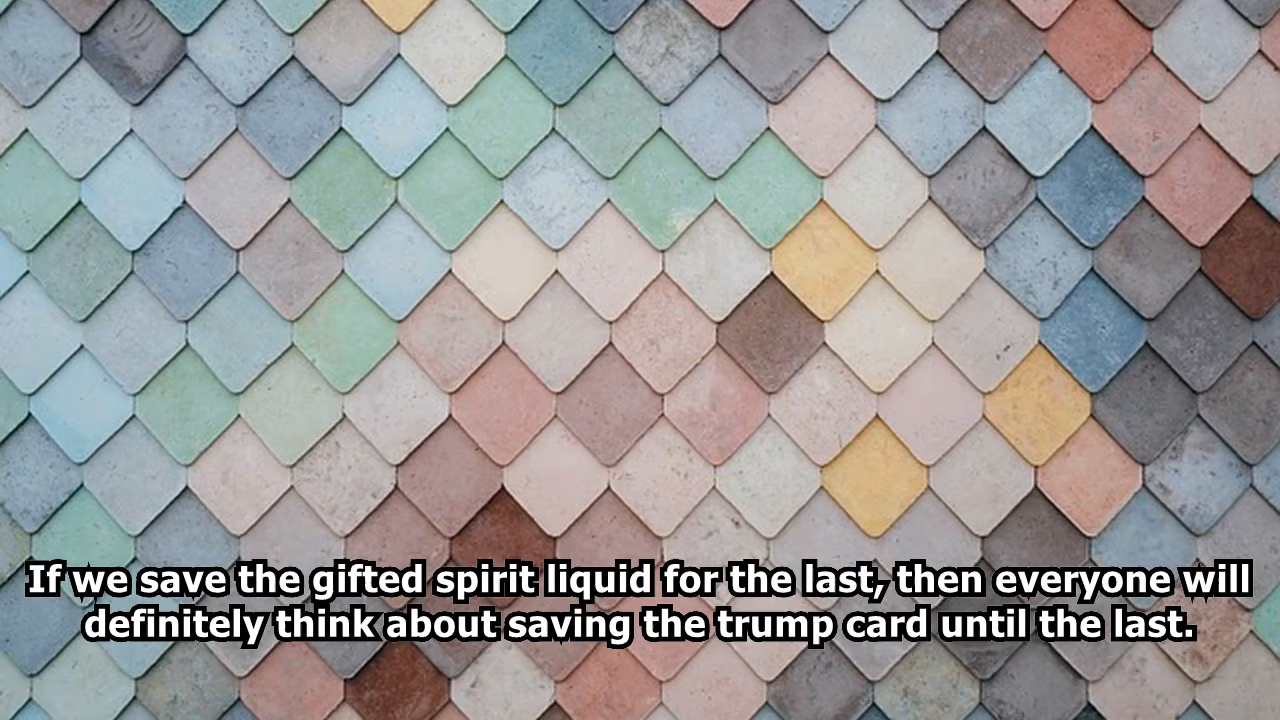 If we save the gifted spirit liquid for the last, then everyone will
definitely think about saving the trump card until the last.